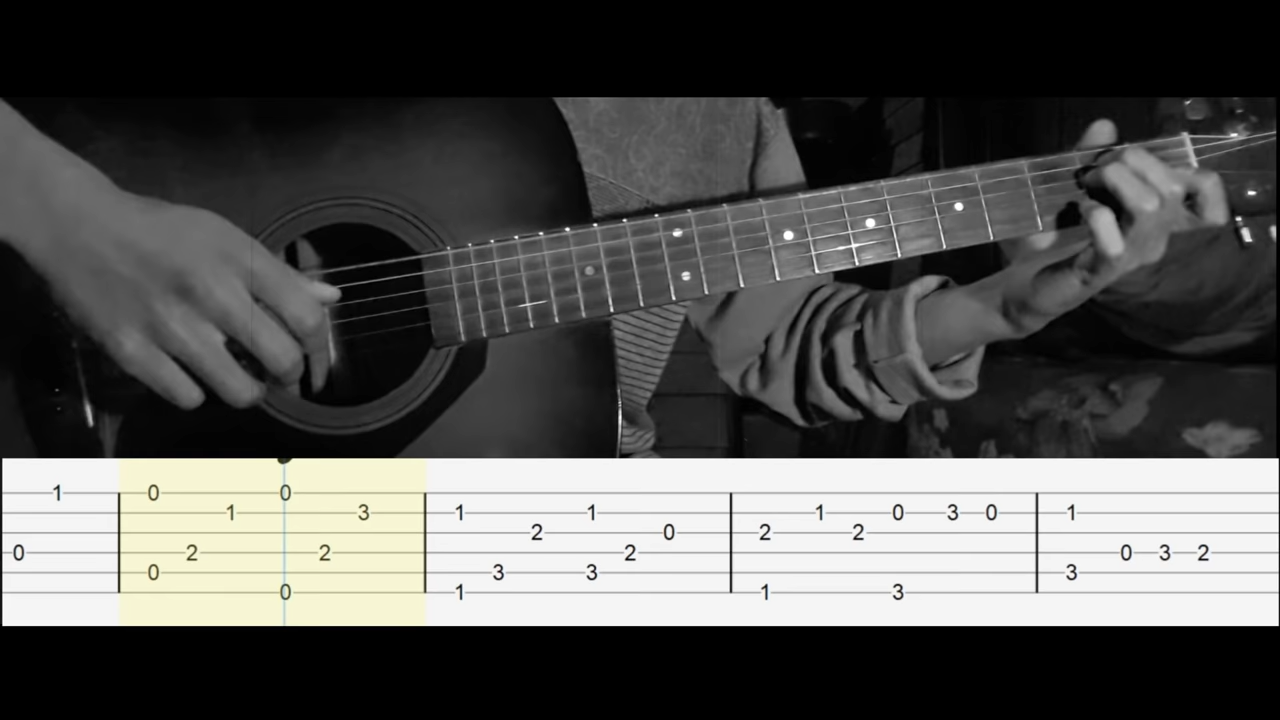 1 0 0
1 3 1 1 1 0 3 0 1
2 0 2 2
0 2 2 2 0 3 2
0 3 3 3
0 1 1 3